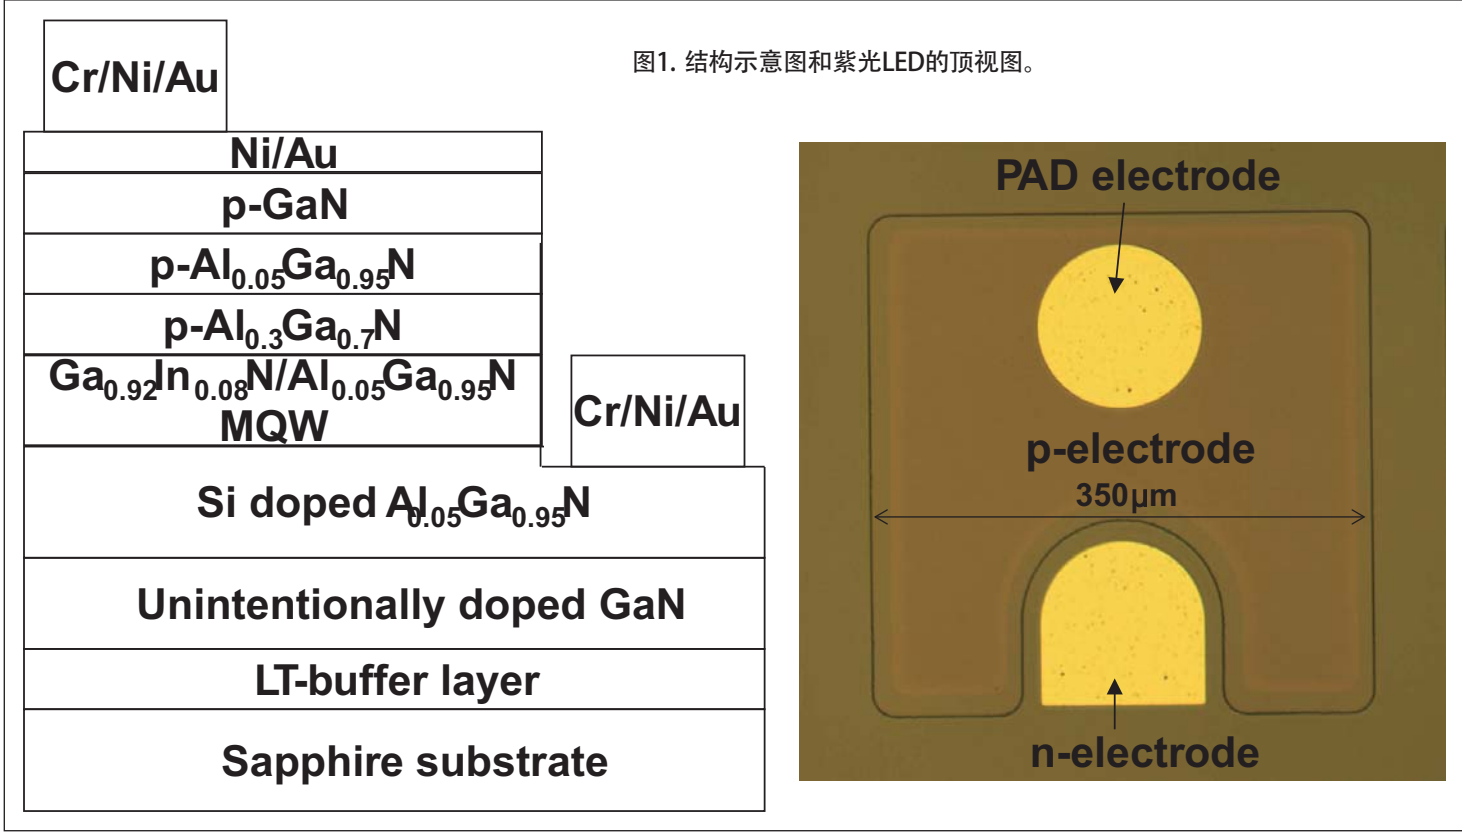 图1. 结构示意图和紫光LED的顶视图。
Cr/Ni/Au
Ni/Au
p-GaN
p-Al0.05Ga0.95N
p-Al0.3Ga0.7N
Ga0.92In0.08N/Al0.05Ga0.95N
MQW
Cr/Ni/Au
Si doped Al0.05Ga0.95N
Unintentionally doped GaN
LT-buffer layer
Sapphire substrate
PAD electrode
p-electrode
350μm
n-electrode